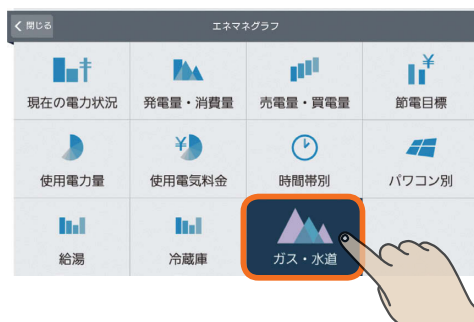 閉じる
エネマネグラフ
現在の電力状況
発電量・消費量
売電量・買電量
節電目標
使用電力量
使用電気料金
時間帯別
パワコン別
給湯
冷蔵庫
ガス・水道